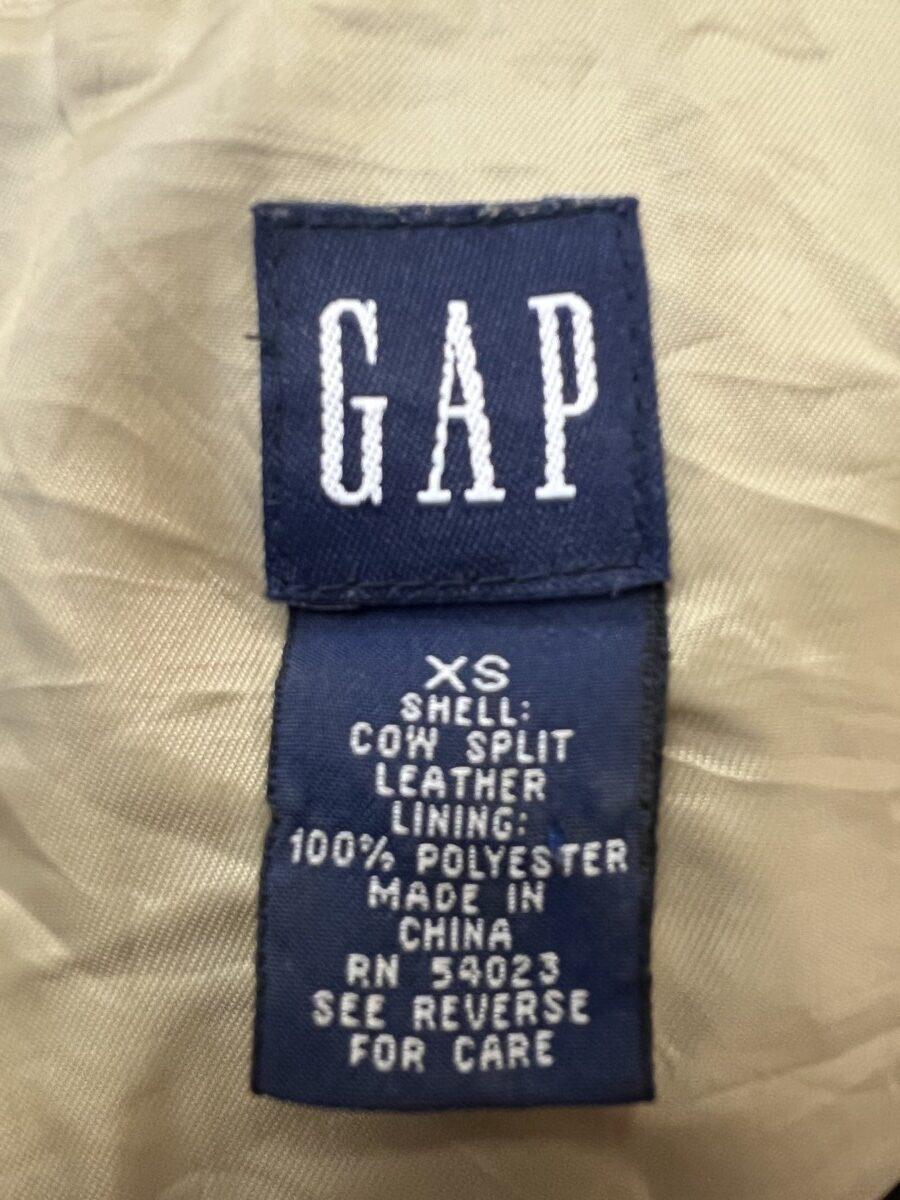 GAP
XS
SHELL:
COW SPLIT
LEATHER
LINING:
100% POLYESTER
MADE IN
CHINA
RN 54023
SEE REVERSE
FOR CARE